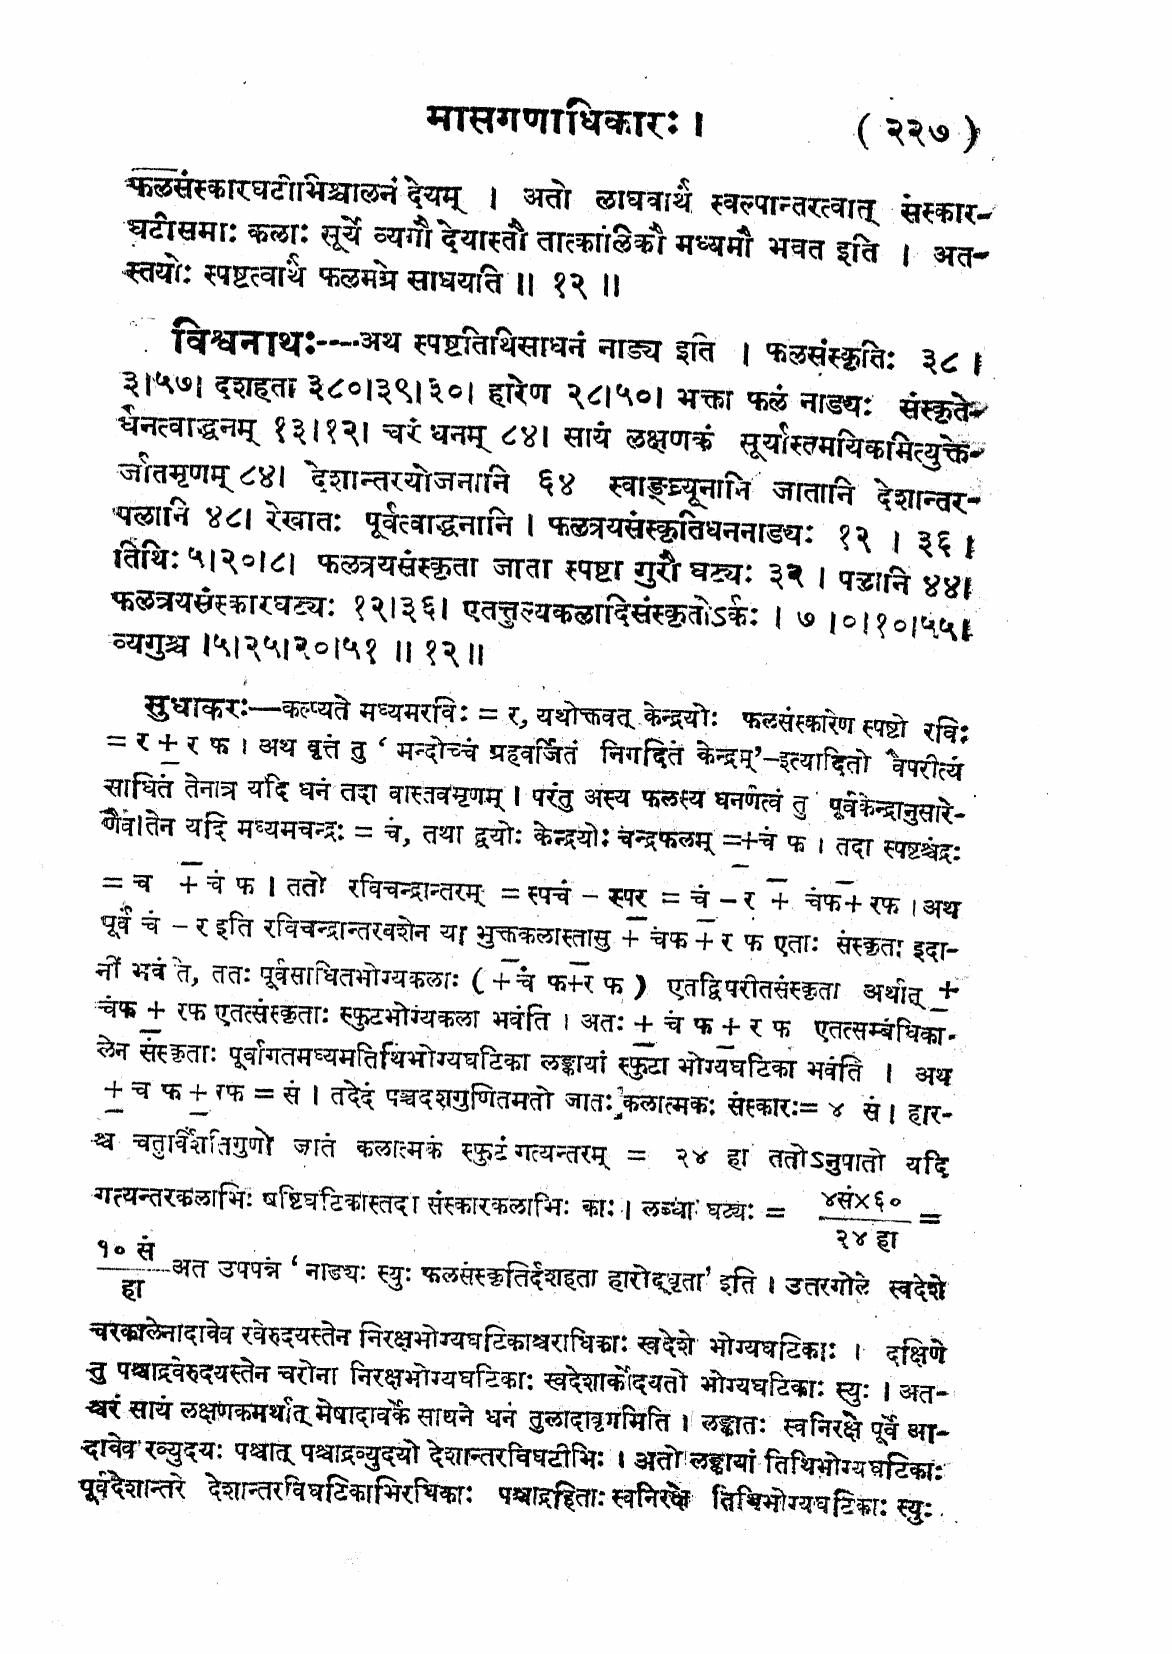 मासगणाधिकारः। (२२७)
फलसंस्कारघटीभिश्चालनं देयम् । अतो लाघवार्थं स्वल्पान्तरत्वात् संस्कार-
घटीसमाः कलाः सूर्ये व्यगौ देयास्तौ तात्कालिकौ मध्यमौ भवत इति । अत-
स्तयोः स्पष्टत्वार्थं फलमग्रे साधयति ॥ १२ ॥
विश्वनाथः----अथ स्पष्टतिथिसाधनं नाड्य इति । फलसंस्कृतिः ३८ ।
३।५७। दशहता ३८०।३९।३०। हारेण २८।५०। भक्ता फलं नाड्यः संस्कृते-
र्धनत्वाद्धनम् १३।१२। चरं धनम् ८४। सायं लक्षणकं सूर्यास्तमयिकमित्युक्ते-
र्जातमृणम् ८४। देशान्तरयोजनानि ६४ स्वाङ्घ्र्यूनानि जातानि देशान्तर-
पलानि ४८। रेखातः पूर्वत्वाद्धनानि । फलत्रयसंस्कृतिधननाड्यः १२ । ३६ ।
तिथिः ५।२०।८। फलत्रयसंस्कृता जाता स्पष्टा गुरौ घट्यः ३२ । पलानि ४४।
फलत्रयसंस्कारघट्यः १२।३६। एतत्तुल्यकलादिसंस्कृतोऽर्कः । ७ ।०।१०।५५।
व्यगुश्च ।५।२५।२०।५१ ॥ १२॥
सुधाकरः—कल्प्यते मध्यमरविः = र, यथोक्तवत् केन्द्रयोः फलसंस्कारेण स्पष्टो रविः
= र ± र फ । अथ वृत्तं तु ‘ मन्दोच्चं ग्रहवर्जितं निगदितं केन्द्रम्’–इत्यादितो वैपरीत्यं
साधितं तेनात्र यदि धनं तदा वास्तवमृणम् । परंतु अस्य फलस्य धनर्णत्वं तु पूर्वकेन्द्रानुसारे-
णैव। तेन यदि मध्यमचन्द्रः = चं, तथा द्वयोः केन्द्रयोः चन्द्रफलम् =±चं फ । तदा स्पष्टश्चंद्रः
= च ± चं फ । ततो रविचन्द्रान्तरम् = स्पचं – स्पर = चं – र ± चंफ ± रफ । अथ
पूर्वं चं – र इति रविचन्द्रान्तरवशेन या भुक्तकलास्तासु ± चंफ ± र फ एताः संस्कृताः इदा-
नीं भवं ते, ततः पूर्वसाधितभोग्यकलाः ( ± चं फ ± र फ ) एतद्विपरीतसंस्कृता अर्थात् ±
चंफ ± रफ एतत्संस्कृताः स्फुटभोग्यकला भवंति । अतः ± चं फ ± र फ एतत्सम्बंधिका-
लेन संस्कृताः पूर्वागतमध्यमतिथिभोग्यघटिका लङ्कायां स्फुटा भोग्यघटिका भवंति । अथ
± च फ ± रफ = सं । तदेदं पञ्चदशगुणितमतो जातः कलात्मकः संस्कारः= ४ सं । हार-
श्च चतुर्विंशतिगुणो जातं कलात्मकं स्फुटं गत्यन्तरम् = २४ हा ततोऽनुपातो यदि
गत्यन्तरकलाभिः षष्टिघटिकास्तदा संस्कारकलाभिः काः । लब्धा घट्यः = ४सं×६० / २४ हा =
१० सं / हा अत उपपन्नं ‘ नाड्यः स्युः फलसंस्कृतिर्दशहता हारोद्धृता’ इति । उत्तरगोले स्वदेशे
चरकालेनादावेव रवेरुदयस्तेन निरक्षभोग्यघटिकाश्चराधिकाः स्वदेशे भोग्यघटिकाः । दक्षिणे
तु पश्चाद्रवेरुदयस्तेन चरोना निरक्षभोग्यघटिकाः स्वदेशार्कोदयतो भोग्यघटिकाः स्युः । अत-
श्चरं सायं लक्षणकमर्थात् मेषादावर्के सायने धनं तुलादावृणमिति । लङ्कातः स्वनिरक्षे पूर्वे आ-
दावेव रव्युदयः पश्चात् पश्चाद्रव्युदयो देशान्तरविघटीभिः । अतो लङ्कायां तिथिभोग्यघटिकाः
पूर्वदेशान्तरे देशान्तरविघटिकाभिरधिकाः पश्चाद्रहिताः स्वनिरक्षे तिथिभोग्यघटिकाः स्युः